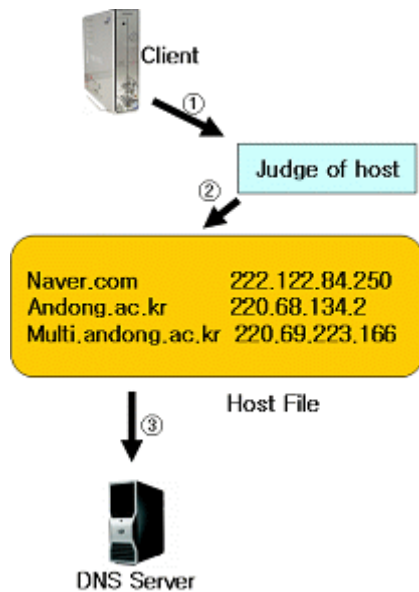 Client
①
Judge of host
②
Naver.com 222.122.84.250
Andong.ac.kr 220.68.134.2
Multi.andong.ac.kr 220.69.223.166
Host File
③
DNS Server